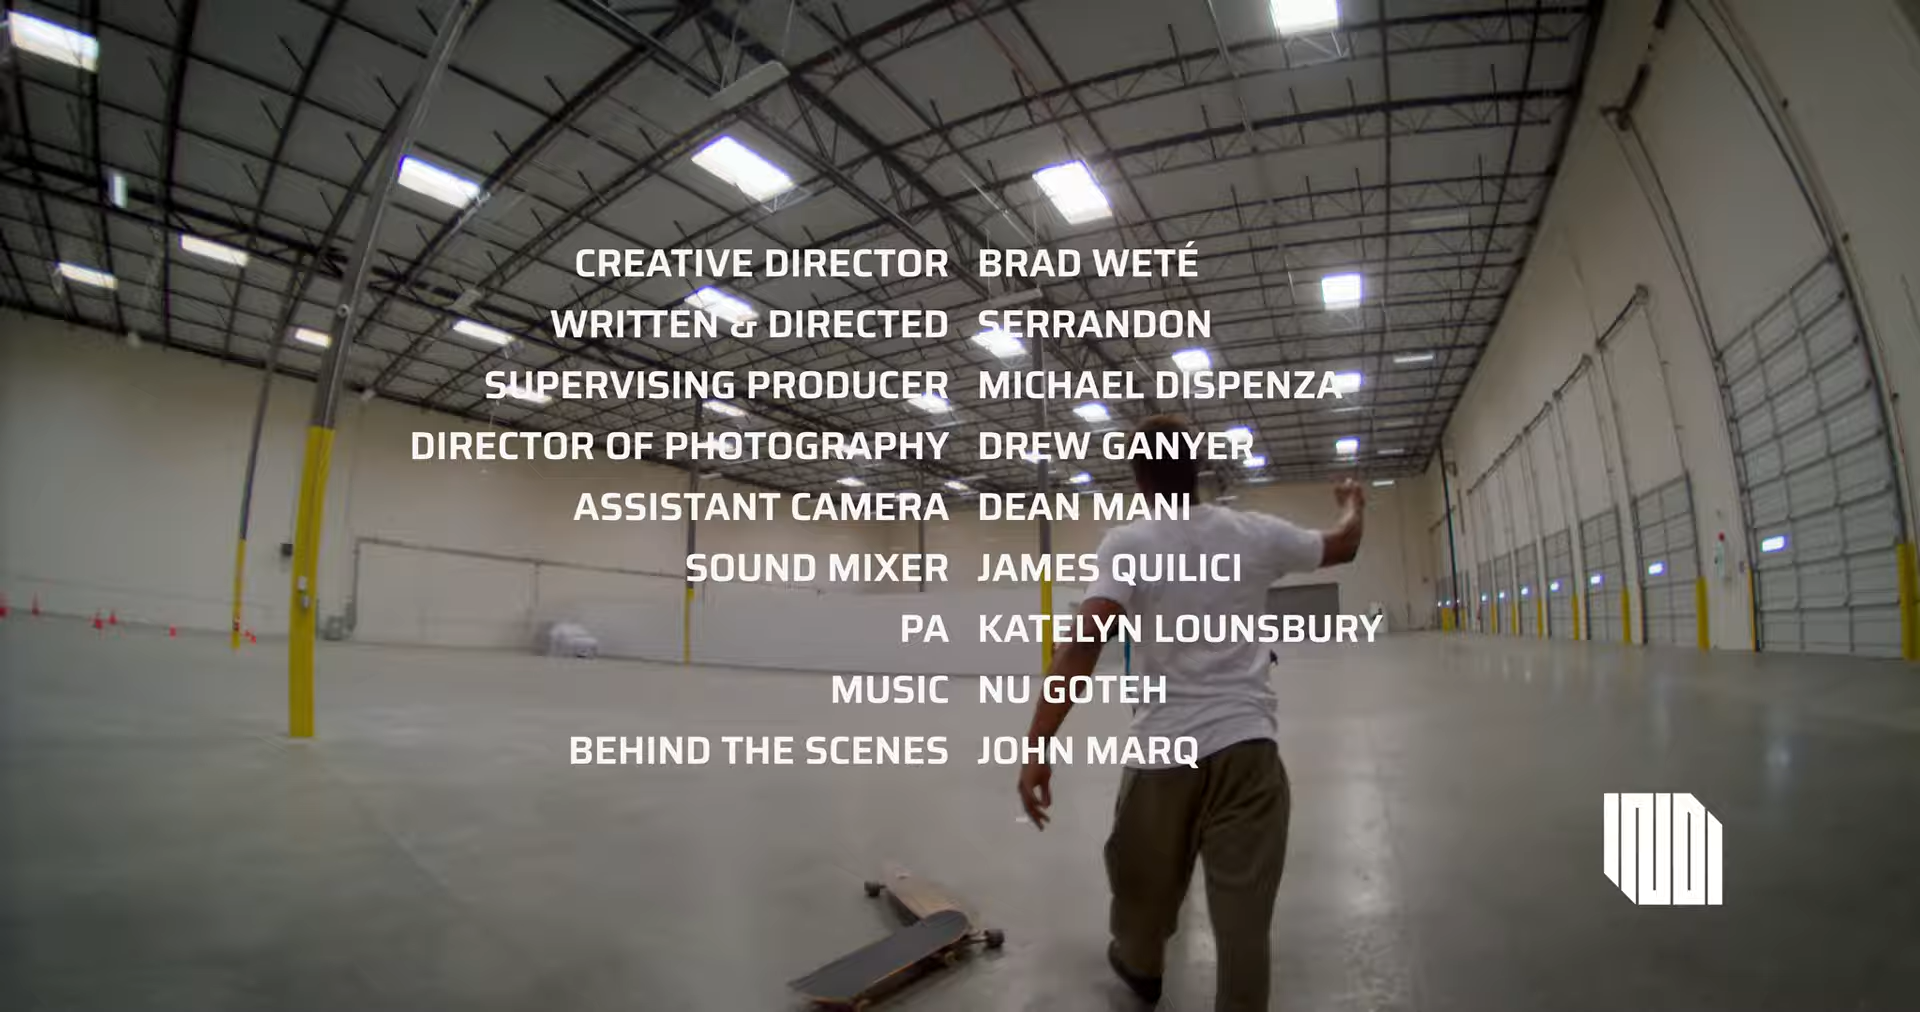 CREATIVE DIRECTOR BRAD WETÉ
WRITTEN & DIRECTED SERRANDON
SUPERVISING PRODUCER MICHAEL DISPENZA
DIRECTOR OF PHOTOGRAPHY DREW GANYER
ASSISTANT CAMERA DEAN MANI
SOUND MIXER JAMES QUILICI
PA KATELYN LOUNSBURY
MUSIC NU GOTEH
BEHIND THE SCENES JOHN MARQ